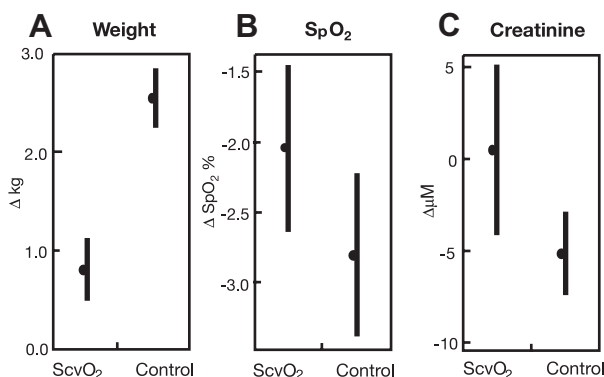 A Weight
3.0
2.0
1.0
0.0
Δ kg
ScvO2 Control
B SpO2
-1.5
-2.0
-2.5
-3.0
Δ SpO2 %
ScvO2 Control
C Creatinine
5
0
-5
-10
ΔµM
ScvO2 Control